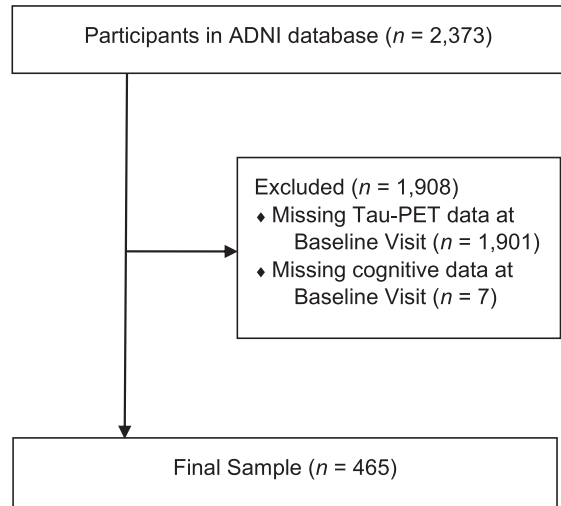 Participants in ADNI database (n = 2,373)
Excluded (n = 1,908)
♦ Missing Tau-PET data at
Baseline Visit (n = 1,901)
♦ Missing cognitive data at
Baseline Visit (n = 7)
Final Sample (n = 465)